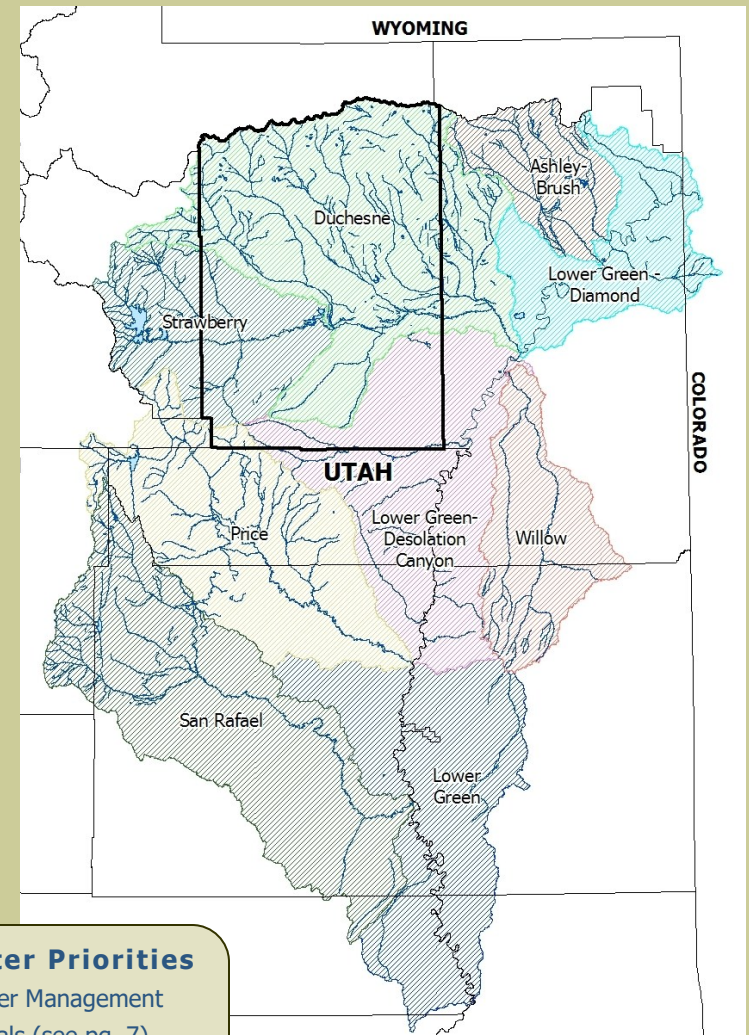 WYOMING
Ashley-
Brush
Duchesne
Lower Green -
Diamond
Strawberry
COLORADO
UTAH
Lower Green-
Desolation
Canyon
Willow
Price
San Rafael
Lower
Green
ter Priorities
er Management
als (see pg. 7)